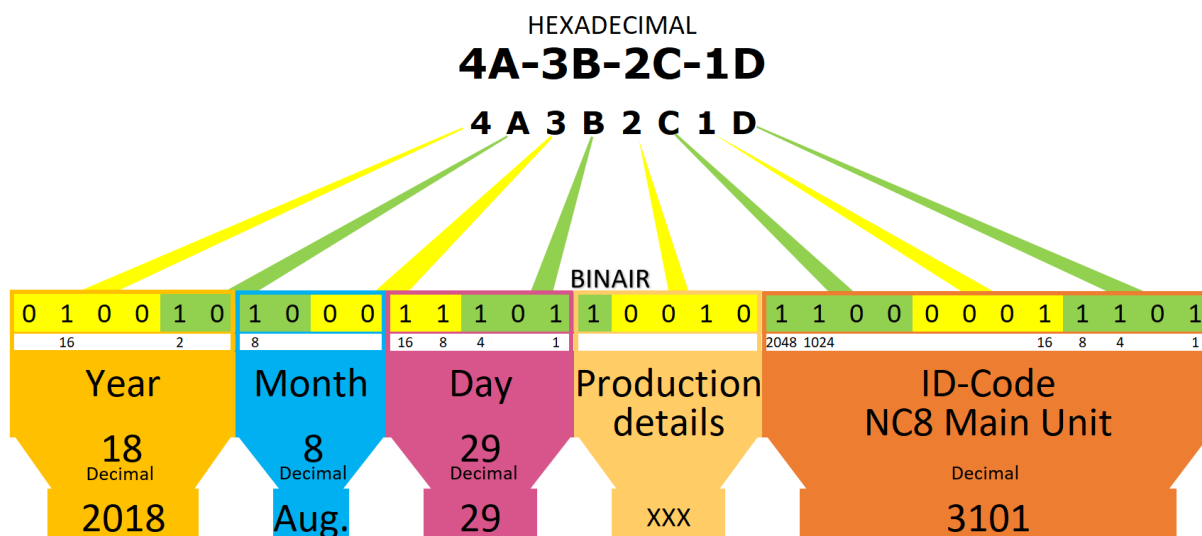 HEXADECIMAL
4A-3B-2C-1D
4 A 3 B 2 C 1 D
BINAIR
0 1 0 0 1 0 1 0 0 0 1 1 1 0 1 1 0 0 1 0 1 1 0 0 0 0 0 1 1 1 0 1
16 2 8 16 8 4 1 2048 1024 16 8 4 1
Year Month Day Production details ID-Code NC8 Main Unit
18 8 29
Decimal Decimal Decimal Decimal
2018 Aug. 29 XXX 3101